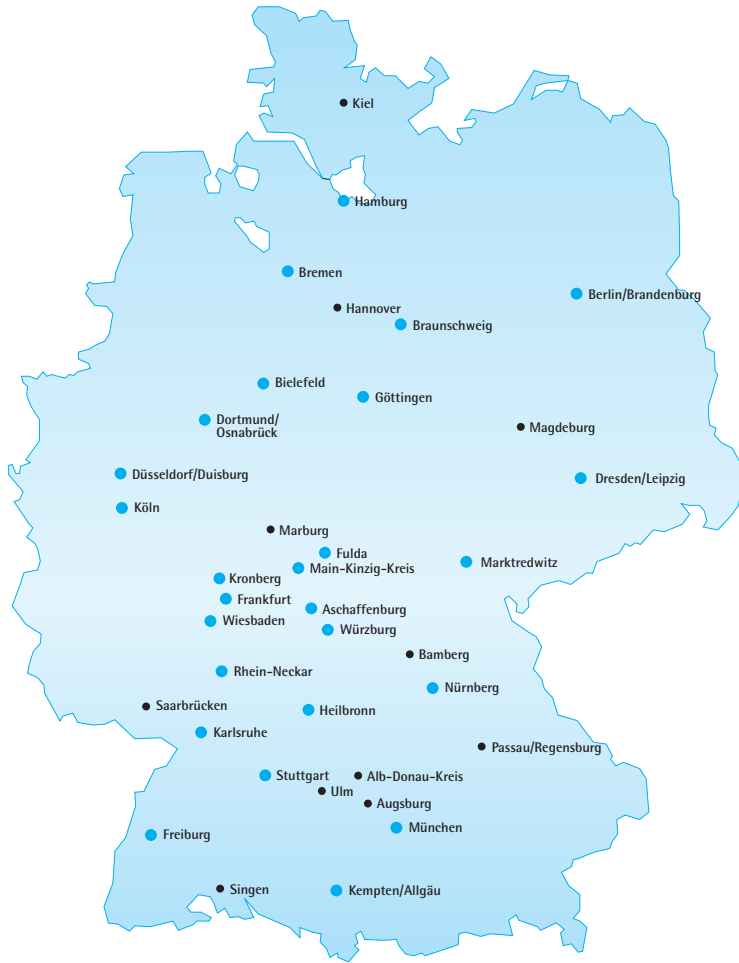 Kiel
Hamburg
Bremen
Berlin/Brandenburg
Hannover
Braunschweig
Bielefeld
Göttingen
Dortmund/
Osnabrück
Magdeburg
Düsseldorf/Duisburg
Dresden/Leipzig
Köln
Marburg
Fulda
Marktredwitz
Main-Kinzig-Kreis
Kronberg
Frankfurt
Aschaffenburg
Wiesbaden
Würzburg
Bamberg
Rhein-Neckar
Nürnberg
Saarbrücken
Heilbronn
Karlsruhe
Passau/Regensburg
Stuttgart
Alb-Donau-Kreis
Ulm
Augsburg
München
Freiburg
Singen
Kempten/Allgäu